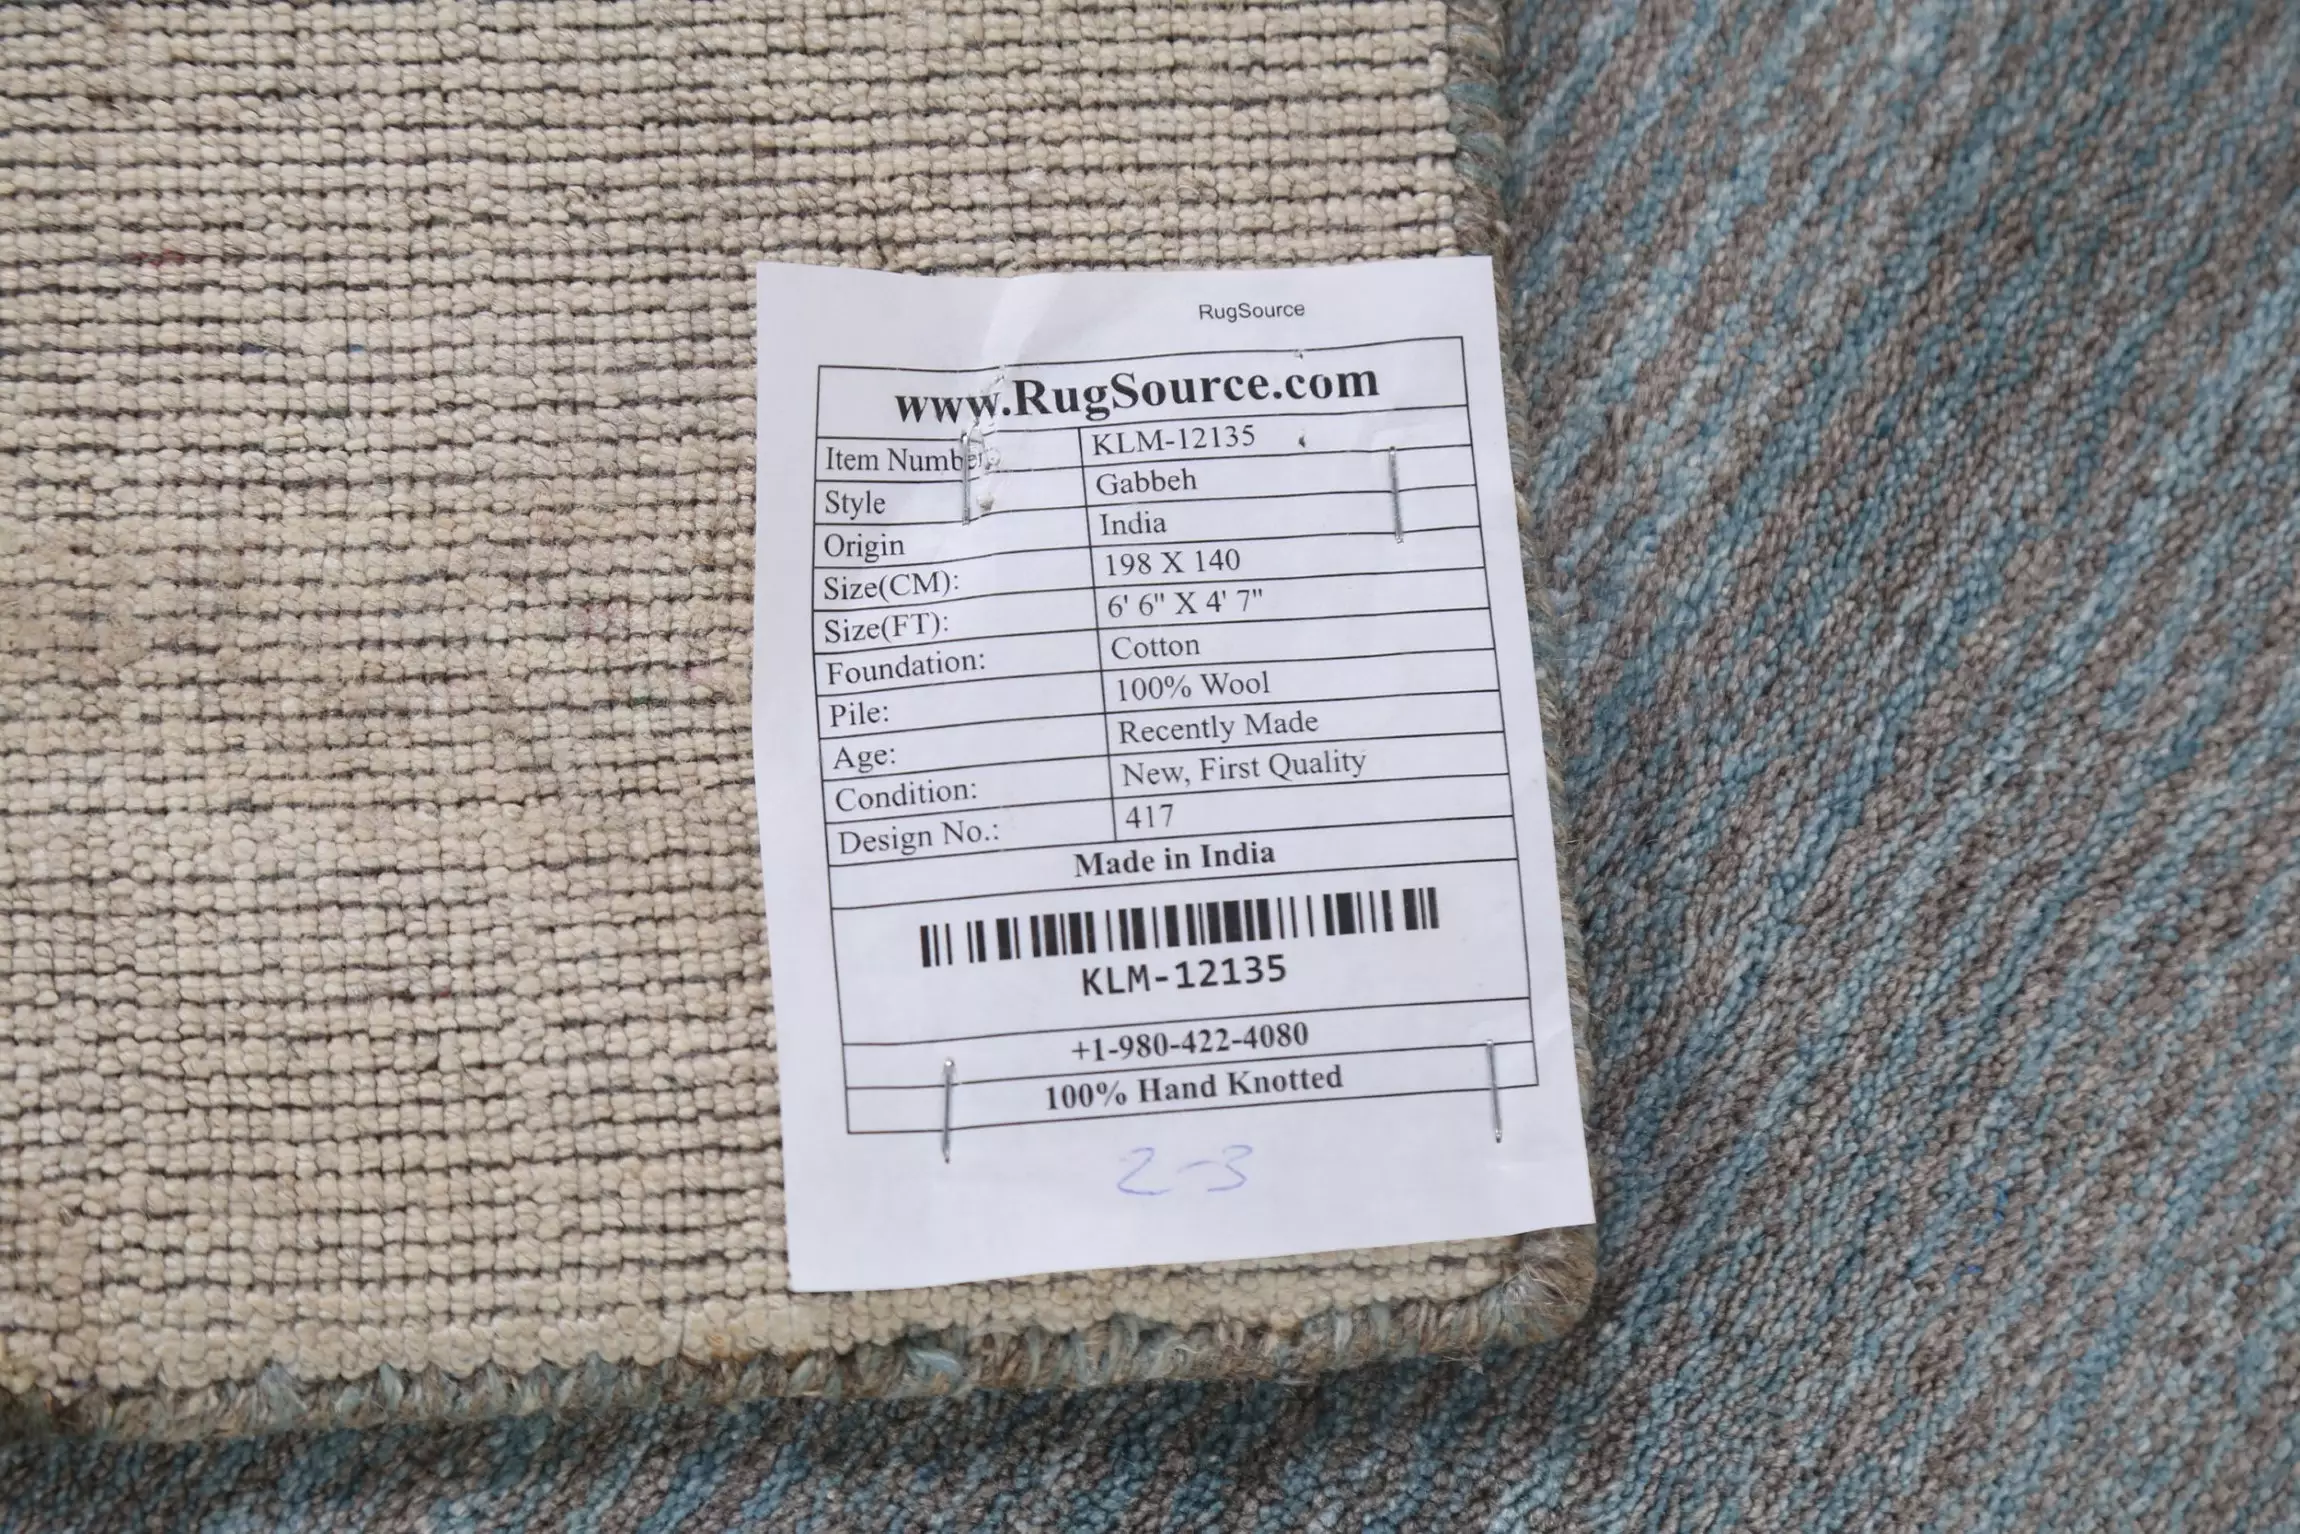 RugSource
www.RugSource.com
Item Number KLM-12135
Style Gabbeh
Origin India
Size(CM): 198 X 140
Size(FT): 6' 6" X 4' 7"
Foundation: Cotton
Pile: 100% Wool
Age: Recently Made
Condition: New, First Quality
Design No.: 417
Made in India
KLM-12135
+1-980-422-4080
100% Hand Knotted
2-3